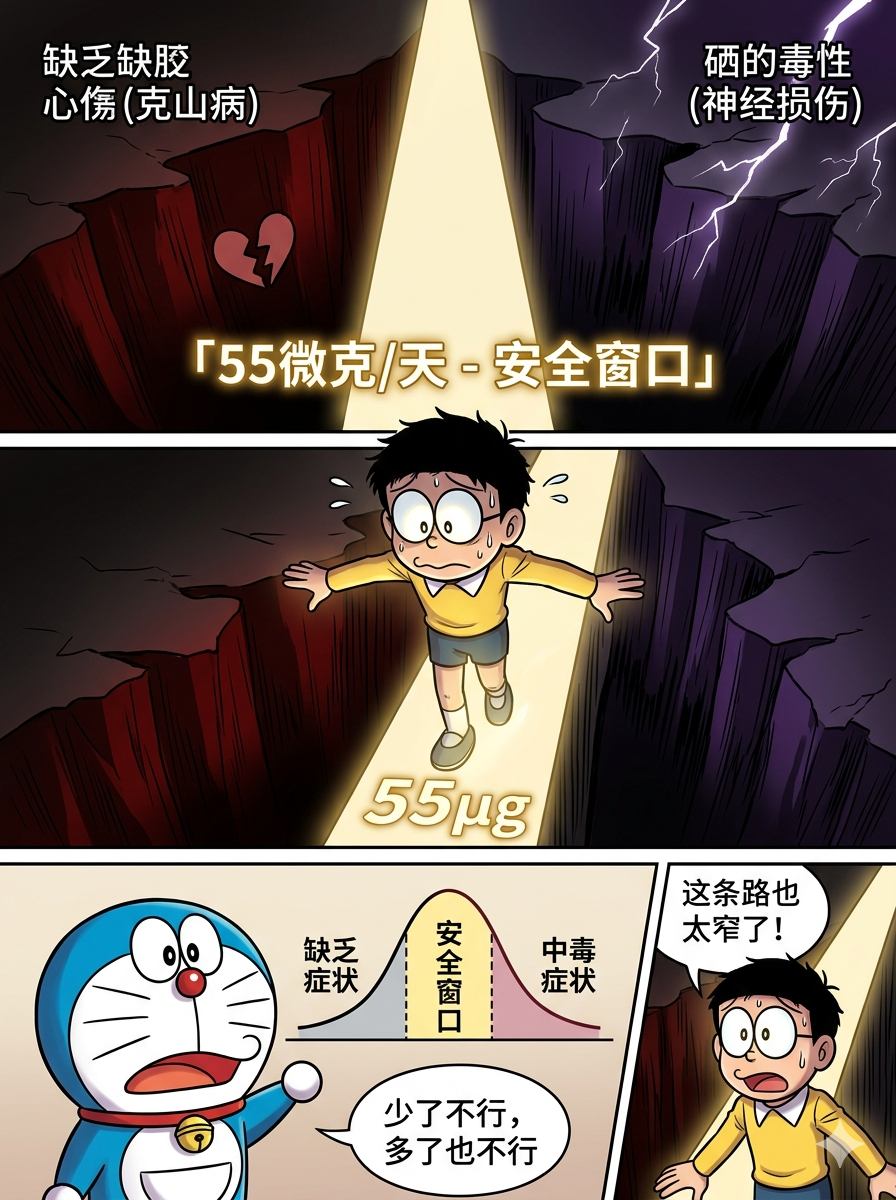 缺乏缺胶
心傷(克山病)
硒的毒性
(神经损伤)
「55微克/天 - 安全窗口」
55μg
缺乏
症状
安全窗口
中毒
症状
少了不行，
多了也不行
这条路也
太窄了！